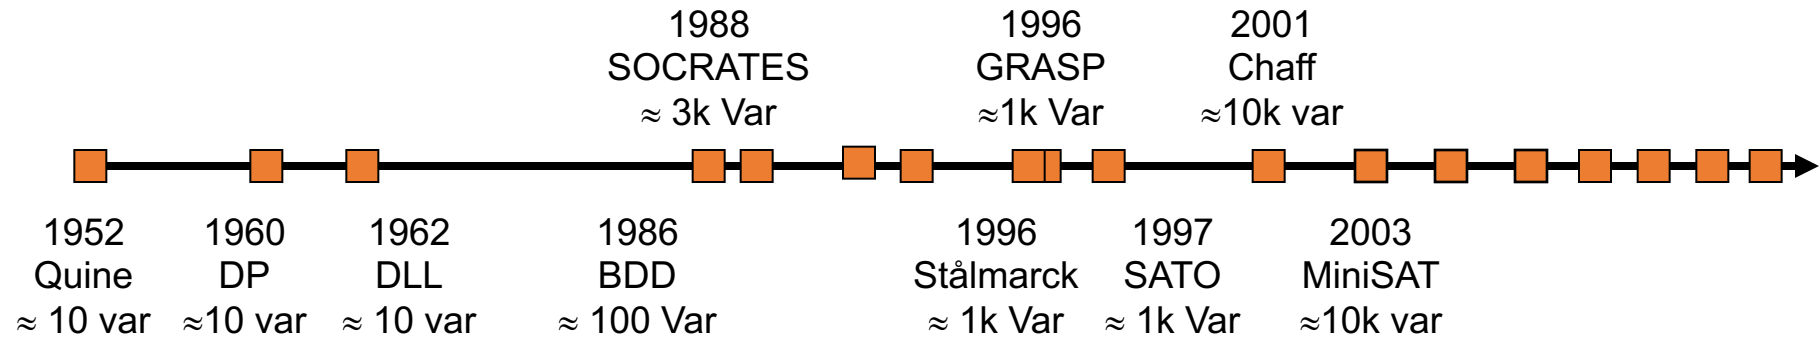 1988
SOCRATES
≈ 3k Var
1996
GRASP
≈1k Var
2001
Chaff
≈10k var
1952
Quine
≈ 10 var
1960
DP
≈10 var
1962
DLL
≈ 10 var
1986
BDD
≈ 100 Var
1996
Stålmarck
≈ 1k Var
1997
SATO
≈ 1k Var
2003
MiniSAT
≈10k var